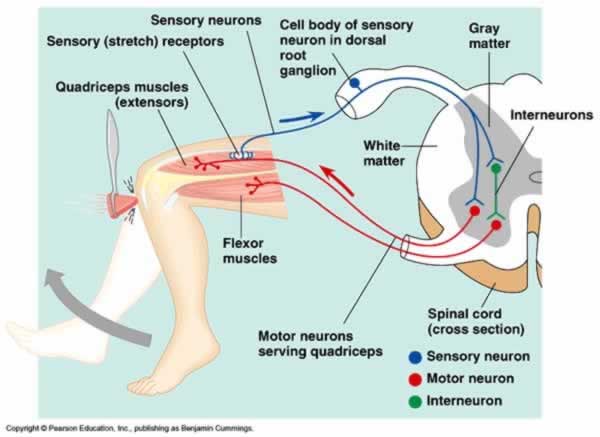 Sensory neurons
Sensory (stretch) receptors
Quadriceps muscles
(extensors)
Cell body of sensory
neuron in dorsal
root
ganglion
Gray
matter
Interneurons
White
matter
Flexor
muscles
Motor neurons
serving quadriceps
Spinal cord
(cross section)
Sensory neuron
Motor neuron
Interneuron
Copyright © Pearson Education, Inc., publishing as Benjamin Cummings.